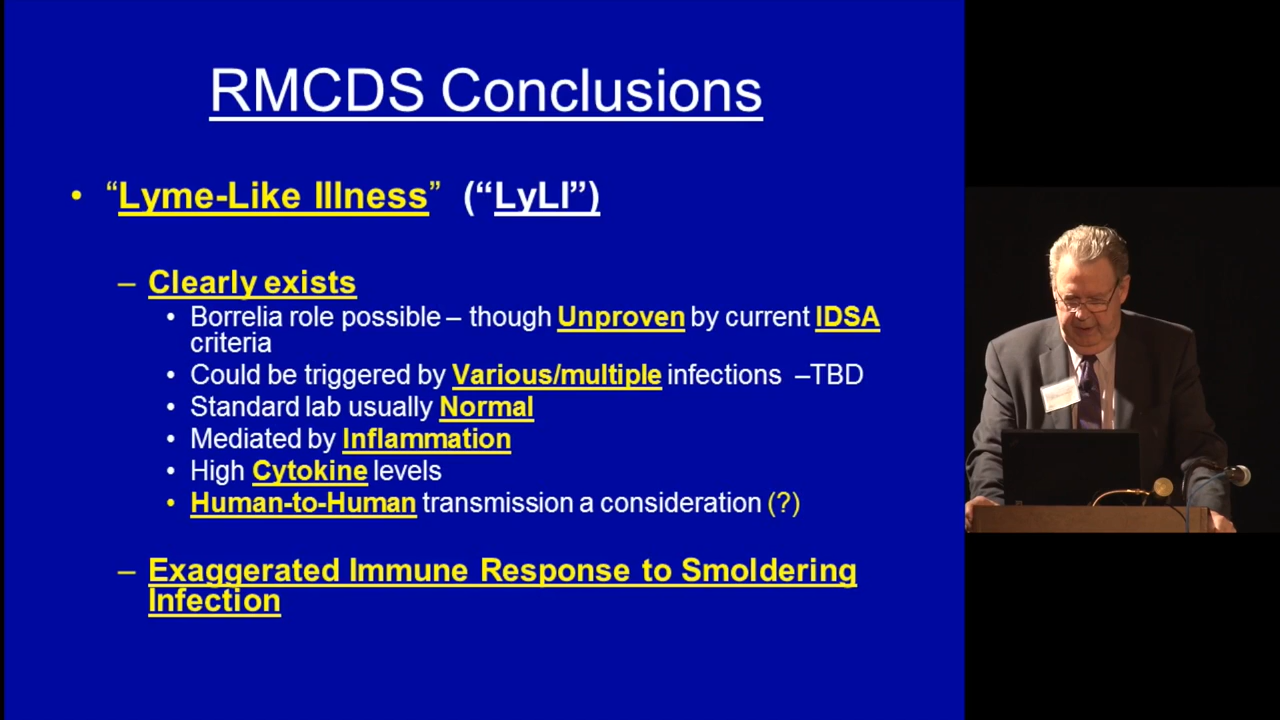 RMCDS Conclusions
• “Lyme-Like Illness” (“LyLI”)
– Clearly exists
• Borrelia role possible – though Unproven by current IDSA
criteria
• Could be triggered by Various/multiple infections –TBD
• Standard lab usually Normal
• Mediated by Inflammation
• High Cytokine levels
• Human-to-Human transmission a consideration (?)
– Exaggerated Immune Response to Smoldering
Infection